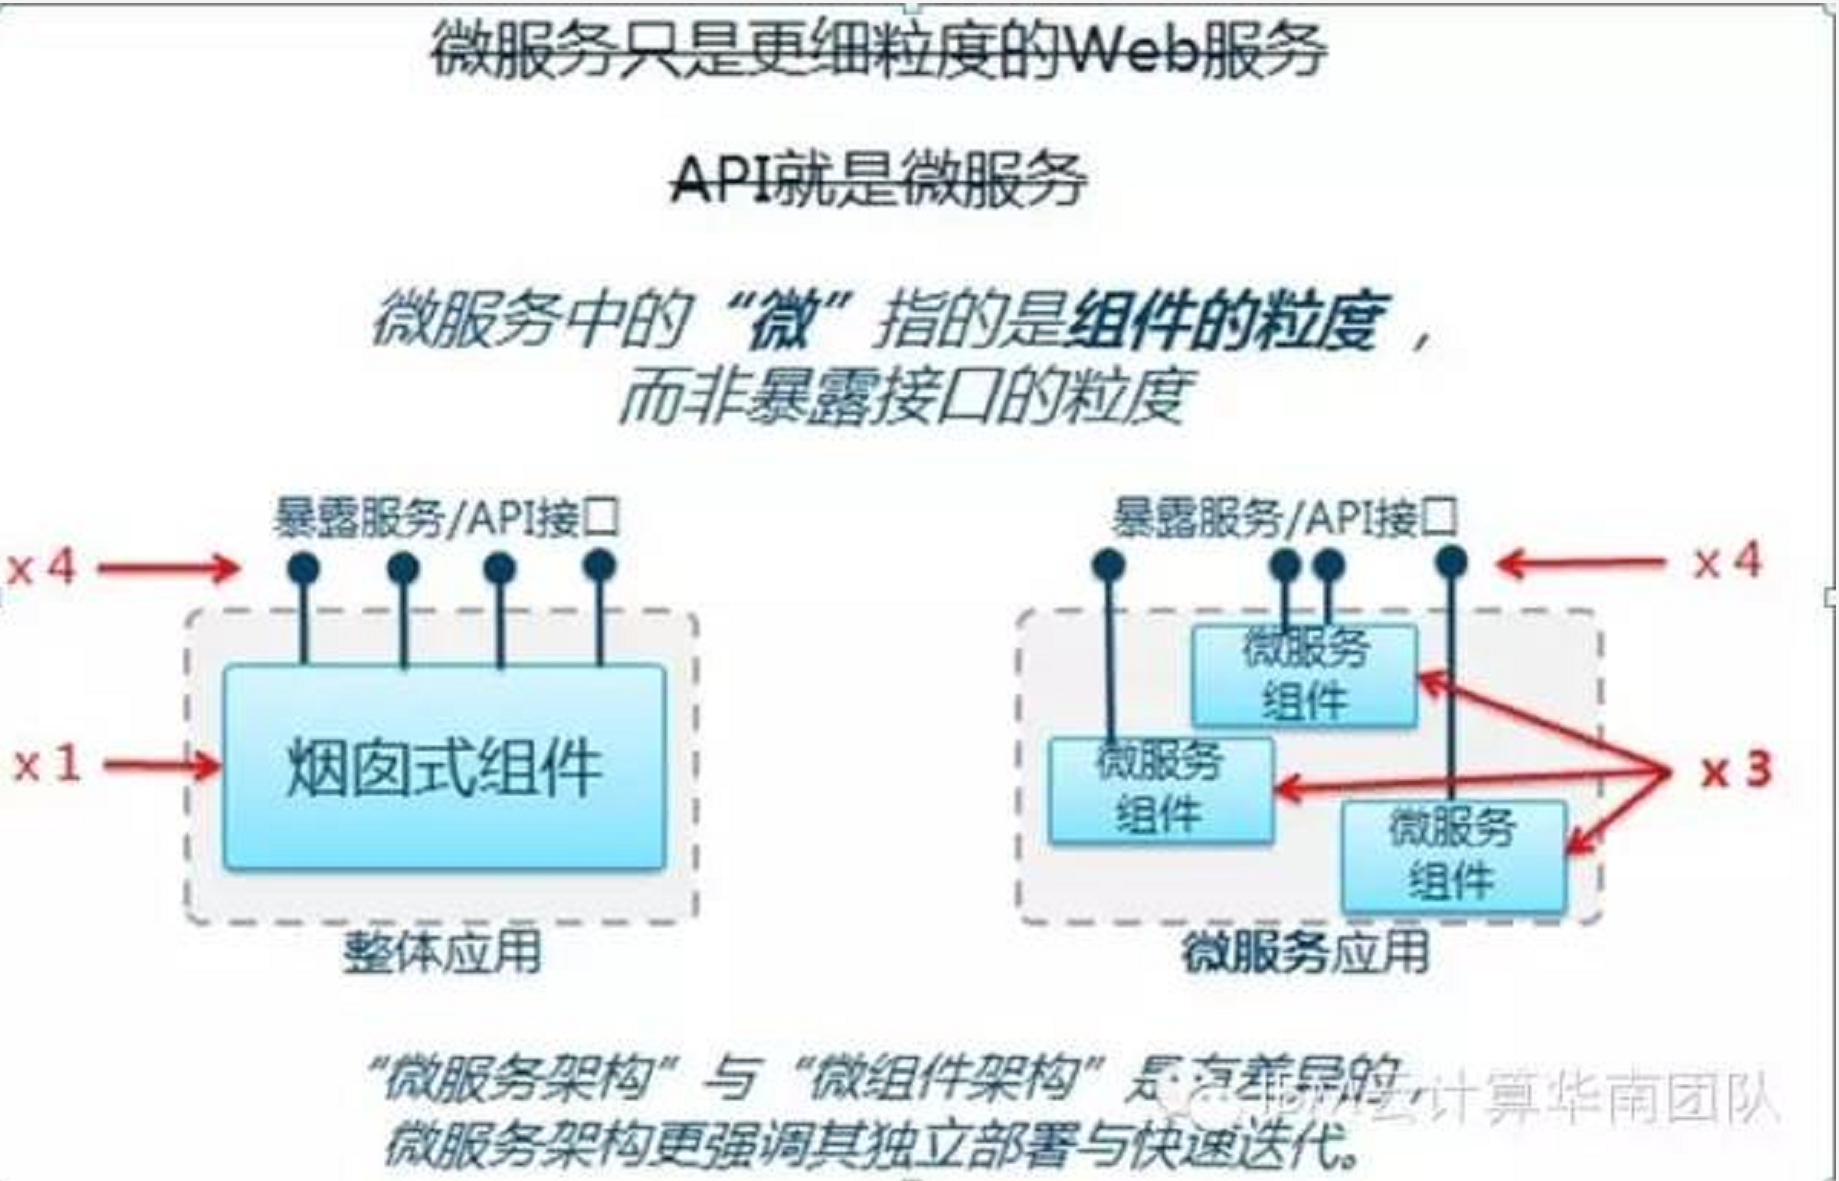 微服务只是更细粒度的Web服务
API就是微服务
微服务中的“微”指的是组件的粒度，
而非暴露接口的粒度
暴露服务/API接口
x 4
x 1
烟囱式组件
整体应用
暴露服务/API接口
x 4
微服务
组件
微服务
组件
x 3
微服务
组件
微服务应用
“微服务架构”与“微组件架构”是有差异的，
微服务架构更强调其独立部署与快速迭代。
IBM云计算华南团队